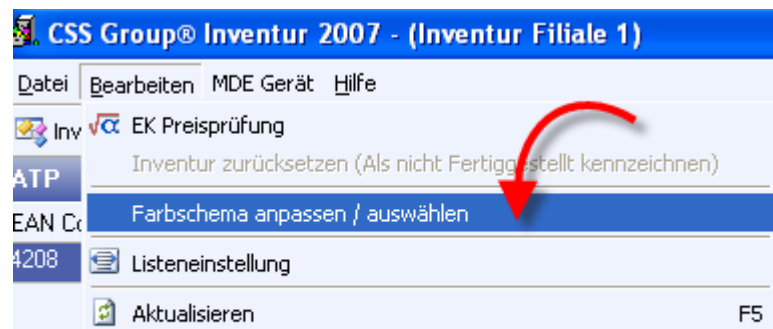 CSS Group® Inventur 2007 - (Inventur Filiale 1)
Datei Bearbeiten MDE Gerät Hilfe
Inv √α EK Preisprüfung
Inventur zurücksetzen (Als nicht Fertiggestellt kennzeichnen)
ATP
Farbschema anpassen / auswählen
EAN Co
4208 Listeneinstellung
Aktualisieren F5